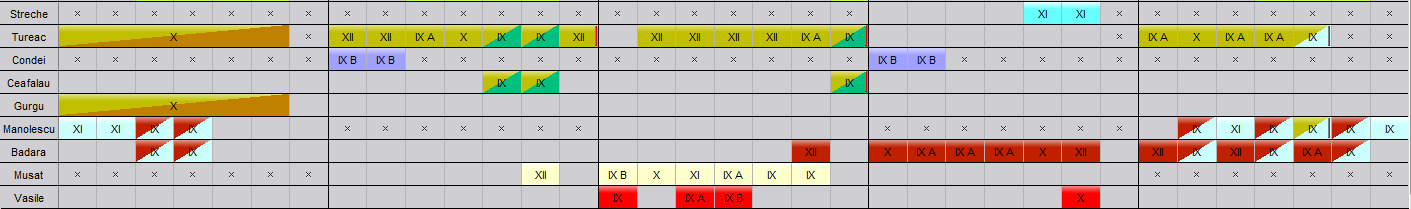 Streche × × × × × × × × × × × × × × × × × × × × × XI XI × × × × × × × ×
Tureac X × XII XII IX A X IX IX XII XII XII XII XII IX A IX IX A X IX A IX A IX × ×
Condei × × × × × × × IX B IX B × × × × × × × × × × × × IX B IX B × × × × × × ×
Ceafalau IX IX IX
Gurgu X
Manolescu XI XI IX IX × × × × × × × × × × × × × × IX XI IX IX IX IX
Badara IX IX XII X IX A IX A IX A X XII XII IX XII IX IX A IX
Musat × × × × × × × XII IX B X XI IX A IX IX × × × × × × ×
Vasile IX IX A IX B X